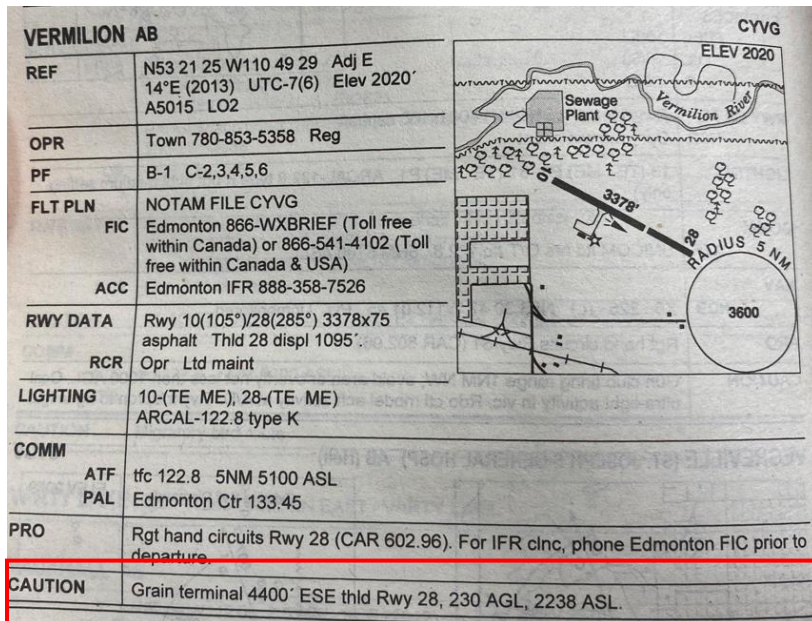 VERMILION AB
CYVG
REF
N53 21 25 W110 49 29 Adj E
14°E (2013) UTC-7(6) Elev 2020´
A5015 LO2
OPR
Town 780-853-5358 Reg
PF
B-1 C-2,3,4,5,6
FLT PLN
NOTAM FILE CYVG
FIC
Edmonton 866-WXBRIEF (Toll free
within Canada) or 866-541-4102 (Toll
free within Canada & USA)
ACC
Edmonton IFR 888-358-7526
RWY DATA
Rwy 10(105°)/28(285°) 3378x75
asphalt Thld 28 displ 1095´.
RCR
Opr Ltd maint
LIGHTING
10-(TE ME), 28-(TE ME)
ARCAL-122.8 type K
COMM
ATF
tfc 122.8 5NM 5100 ASL
PAL
Edmonton Ctr 133.45
PRO
Rgt hand circuits Rwy 28 (CAR 602.96). For IFR clnc, phone Edmonton FIC prior to
departure.
CAUTION
Grain terminal 4400´ ESE thld Rwy 28, 230 AGL, 2238 ASL.
ELEV 2020
Vermilion River
Sewage
Plant
10
3378'
28
RADIUS 5 NM
3600